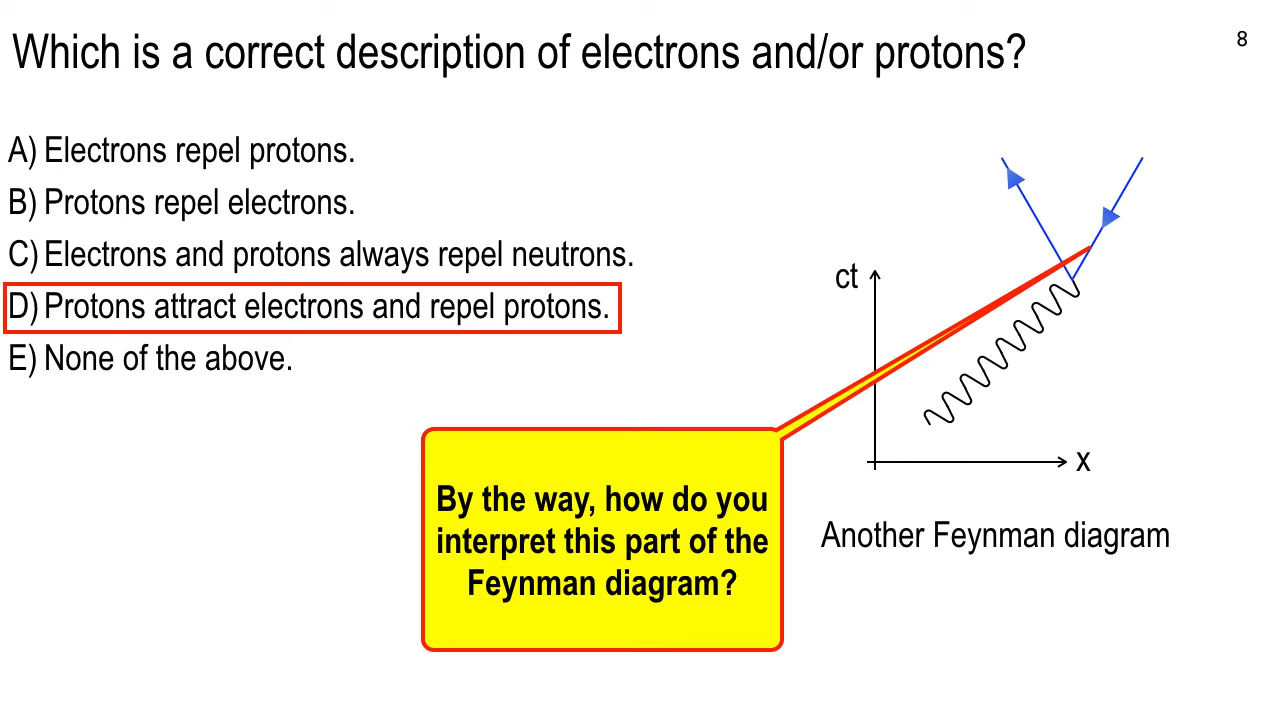 Which is a correct description of electrons and/or protons?
8
A) Electrons repel protons.
B) Protons repel electrons.
C) Electrons and protons always repel neutrons.
D) Protons attract electrons and repel protons.
E) None of the above.
ct
x
By the way, how do you
interpret this part of the
Feynman diagram?
Another Feynman diagram